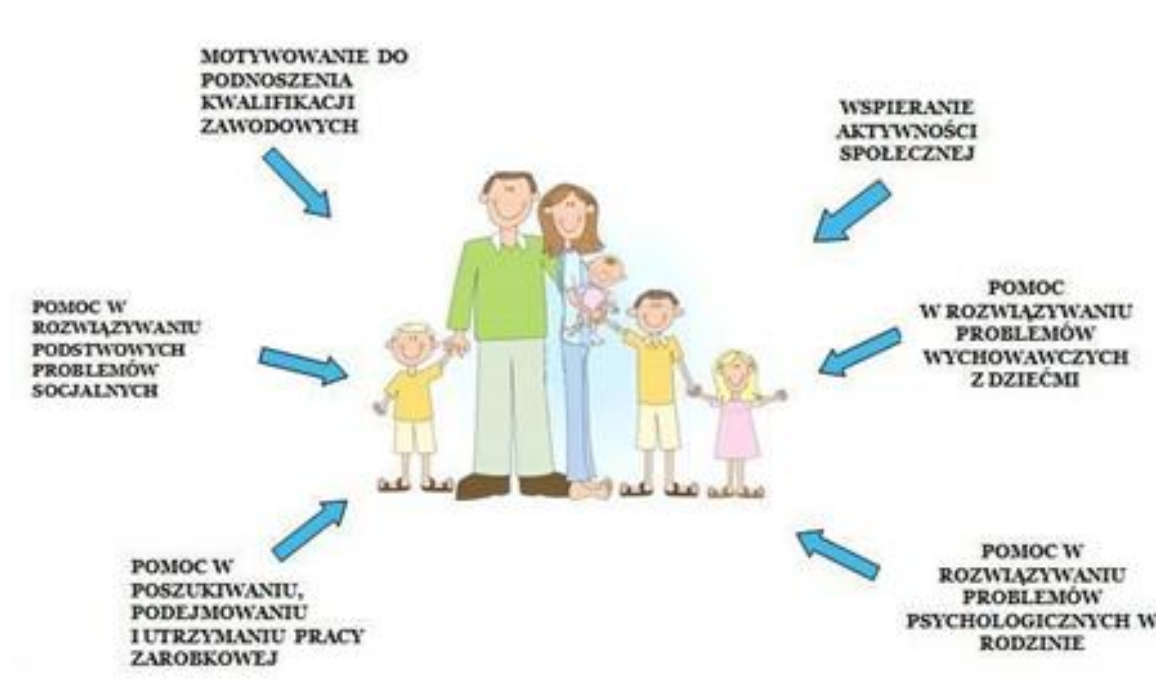 MOTYWOWANIE DO
PODNOSZENIA
KWALIFIKACJI
ZAWODOWYCH
WSPIERANIE
AKTYWNOŚCI
SPOŁECZNEJ
POMOC W
ROZWIĄZYWANIU
PODSTWOWYCH
PROBLEMÓW
SOCJALNYCH
POMOC
W ROZWIĄZYWANIU
PROBLEMÓW
WYCHOWAWCZYCH
Z DZIEĆMI
POMOC W
POSZUKIWANIU,
PODEJMOWANIU
I UTRZYMANIU PRACY
ZAROBKOWEJ
POMOC W
ROZWIĄZYWANIU
PROBLEMÓW
PSYCHOLOGICZNYCH W
RODZINIE